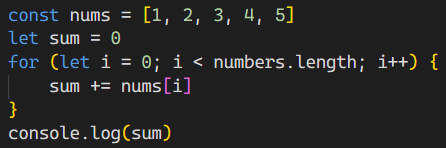 const nums = [1, 2, 3, 4, 5]
let sum = 0
for (let i = 0; i < numbers.length; i++) {
    sum += nums[i]
}
console.log(sum)